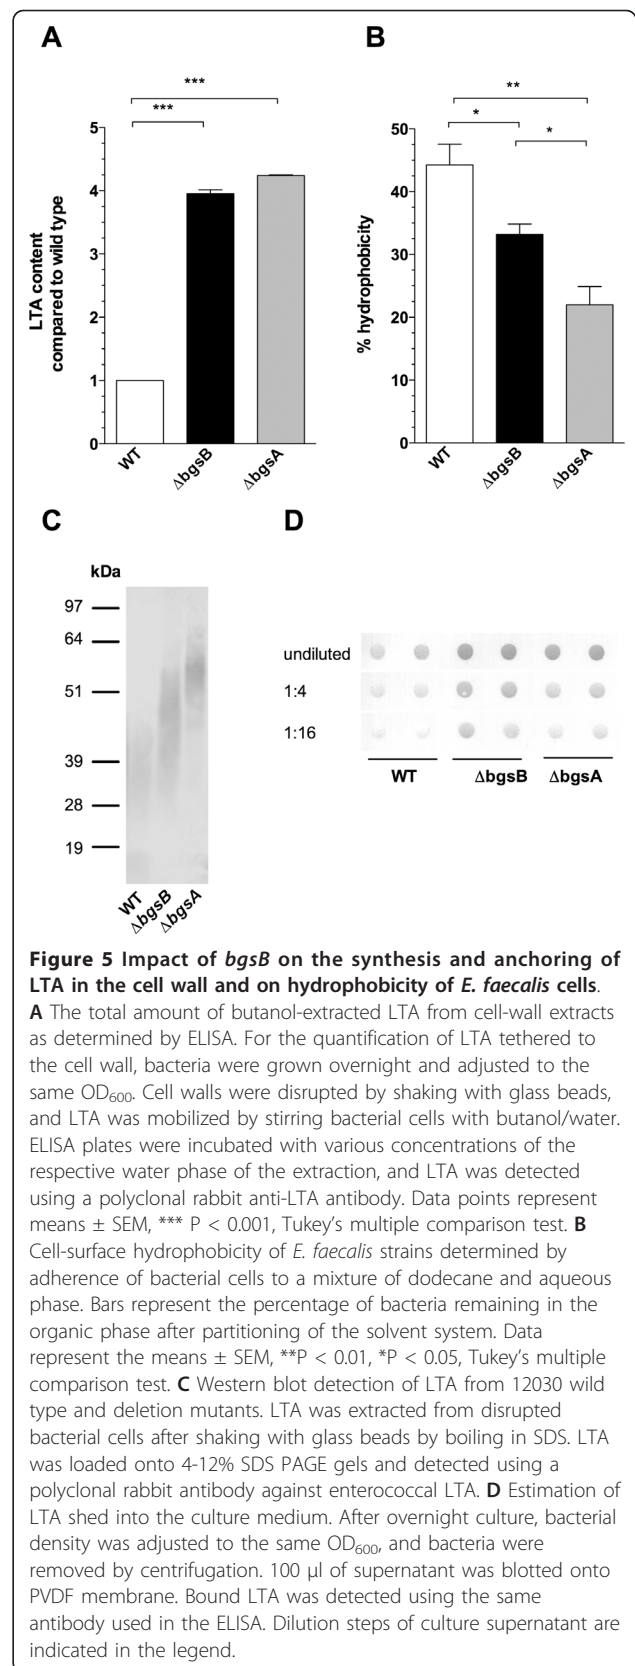 A
***
***
5
4
3
2
1
0
LTA content
compared to wild type
WT
ΔbgsB
ΔbgsA
B
**
*
*
50
40
30
20
10
0
% hydrophobicity
WT
ΔbgsB
ΔbgsA
C
kDa
97
64
51
39
28
19
WT
ΔbgsB
ΔbgsA
D
undiluted
1:4
1:16
WT
ΔbgsB
ΔbgsA
Figure 5 Impact of bgsB on the synthesis and anchoring of
LTA in the cell wall and on hydrophobicity of E. faecalis cells.
A The total amount of butanol-extracted LTA from cell-wall extracts
as determined by ELISA. For the quantification of LTA tethered to
the cell wall, bacteria were grown overnight and adjusted to the
same OD600. Cell walls were disrupted by shaking with glass beads,
and LTA was mobilized by stirring bacterial cells with butanol/water.
ELISA plates were incubated with various concentrations of the
respective water phase of the extraction, and LTA was detected
using a polyclonal rabbit anti-LTA antibody. Data points represent
means ± SEM, *** P < 0.001, Tukey's multiple comparison test. B
Cell-surface hydrophobicity of E. faecalis strains determined by
adherence of bacterial cells to a mixture of dodecane and aqueous
phase. Bars represent the percentage of bacteria remaining in the
organic phase after partitioning of the solvent system. Data
represent the means ± SEM, **P < 0.01, *P < 0.05, Tukey's multiple
comparison test. C Western blot detection of LTA from 12030 wild
type and deletion mutants. LTA was extracted from disrupted
bacterial cells after shaking with glass beads by boiling in SDS. LTA
was loaded onto 4-12% SDS PAGE gels and detected using a
polyclonal rabbit antibody against enterococcal LTA. D Estimation of
LTA shed into the culture medium. After overnight culture, bacterial
density was adjusted to the same OD600, and bacteria were
removed by centrifugation. 100 μl of supernatant was blotted onto
PVDF membrane. Bound LTA was detected using the same
antibody used in the ELISA. Dilution steps of culture supernatant are
indicated in the legend.